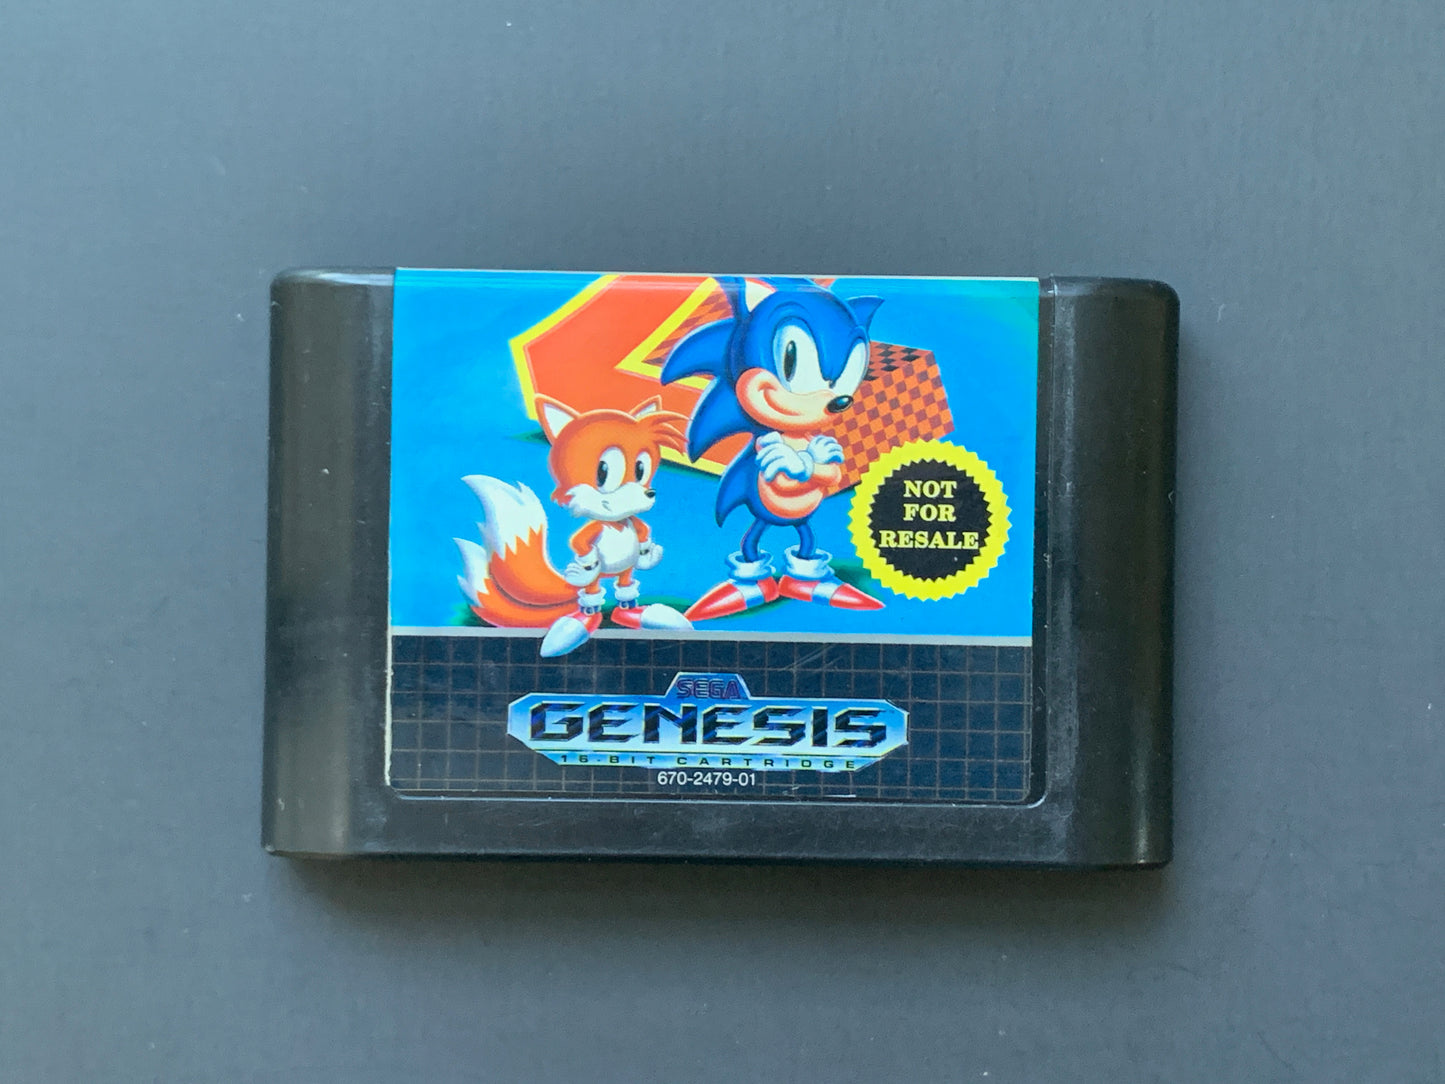 NOT
FOR
RESALE
SEGA
GENESIS
16-BIT CARTRIDGE
670-2479-01